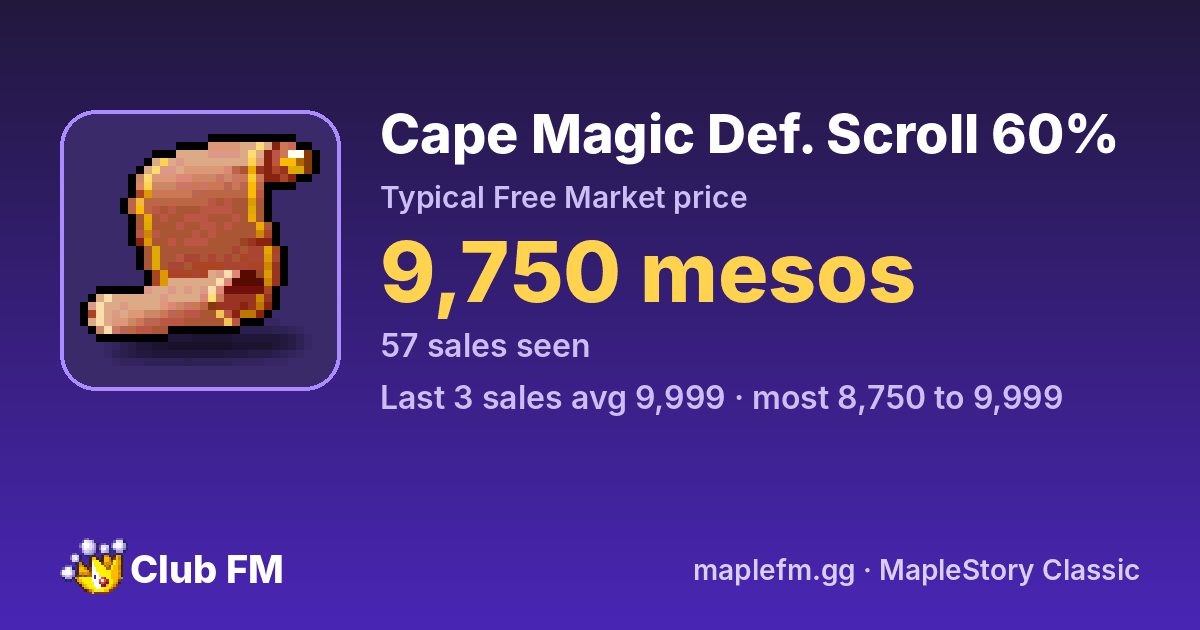 Cape Magic Def. Scroll 60%
Typical Free Market price
9,750 mesos
57 sales seen
Last 3 sales avg 9,999 · most 8,750 to 9,999
Club FM
maplefm.gg · MapleStory Classic